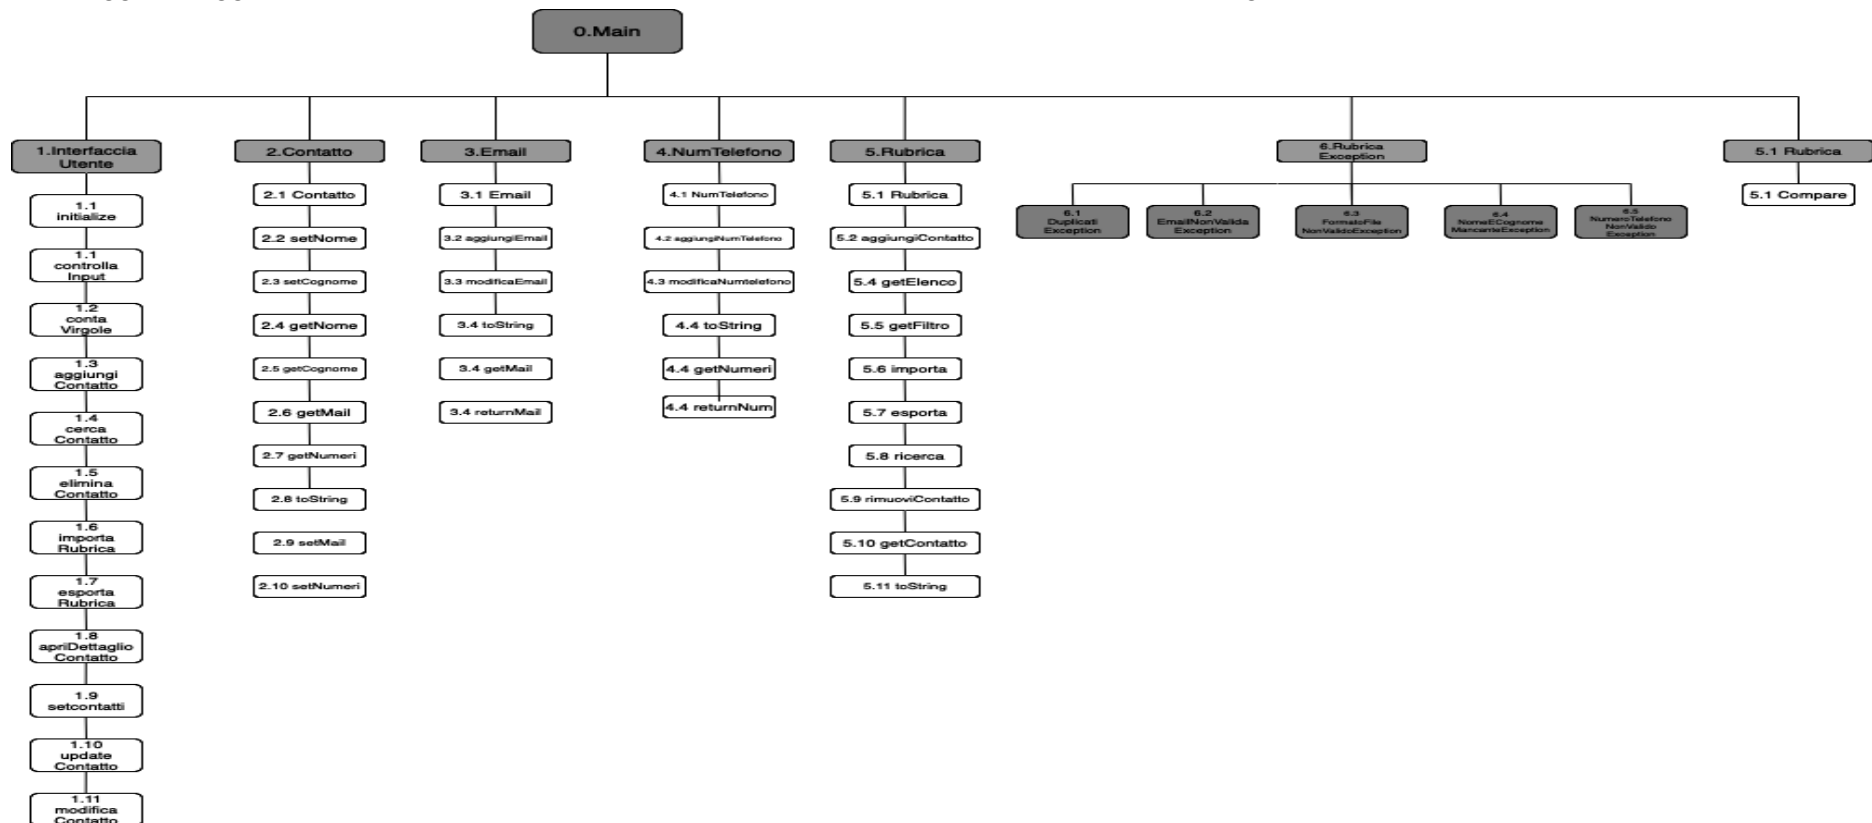 0.Main
1.Interfaccia
Utente
1.1
initialize
1.1
controlla
Input
1.2
conta
Virgole
1.3
aggiungi
Contatto
1.4
cerca
Contatto
1.5
elimina
Contatto
1.6
importa
Rubrica
1.7
esporta
Rubrica
1.8
apriDettaglio
Contatto
1.9
setcontatti
1.10
update
Contatto
1.11
modifica
Contatto
2.Contatto
2.1 Contatto
2.2 setNome
2.3 setCognome
2.4 getNome
2.5 getCognome
2.6 getMail
2.7 getNumeri
2.8 toString
2.9 setMail
2.10 setNumeri
3.Email
3.1 Email
3.2 aggiungiEmail
3.3 modificaEmail
3.4 toString
3.4 getMail
3.4 returnMail
4.NumTelefono
4.1 NumTelefono
4.2 aggiungiNumTelefono
4.3 modificaNumtelefono
4.4 toString
4.4 getNumeri
4.4 returnNum
5.Rubrica
5.1 Rubrica
5.2 aggiungiContatto
5.4 getElenco
5.5 getFiltro
5.6 importa
5.7 esporta
5.8 ricerca
5.9 rimuoviContatto
5.10 getContatto
5.11 toString
6.Rubrica
Exception
6.1
Duplicati
Exception
6.2
EmailNonValida
Exception
6.3
FormatoFile
NonValidoException
6.4
NomeECognome
MancanteException
6.5
NumeroTelefono
NonValido
Exception
5.1 Rubrica
5.1 Compare